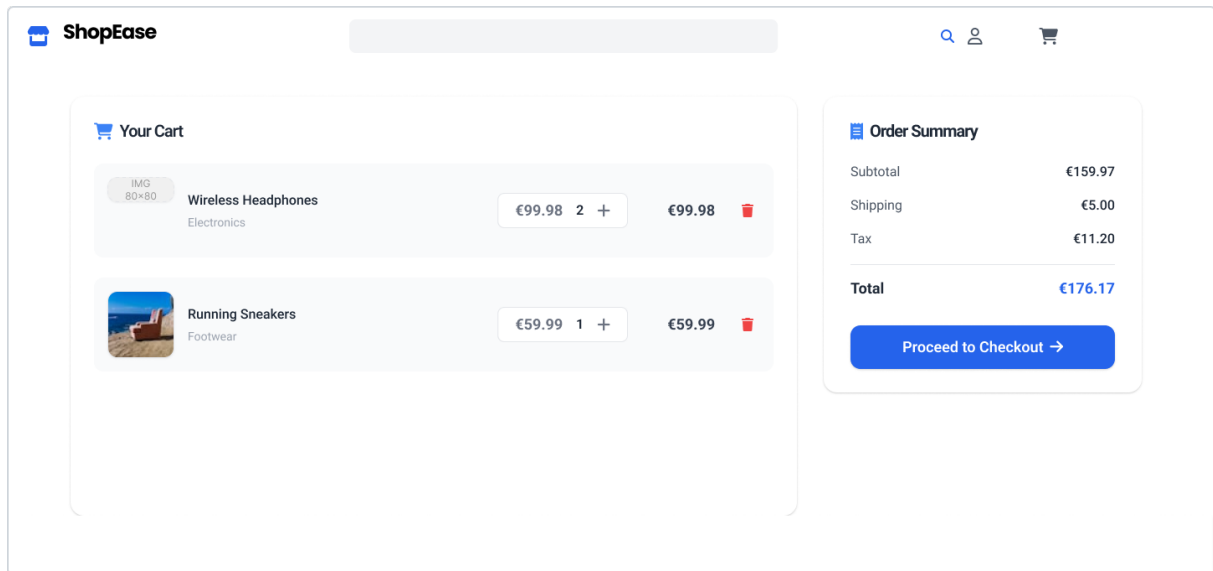 ShopEase
Your Cart
IMG
80×80
Wireless Headphones
Electronics
€99.98 2 +
€99.98
Running Sneakers
Footwear
€59.99 1 +
€59.99
Order Summary
Subtotal €159.97
Shipping €5.00
Tax €11.20
Total €176.17
Proceed to Checkout →